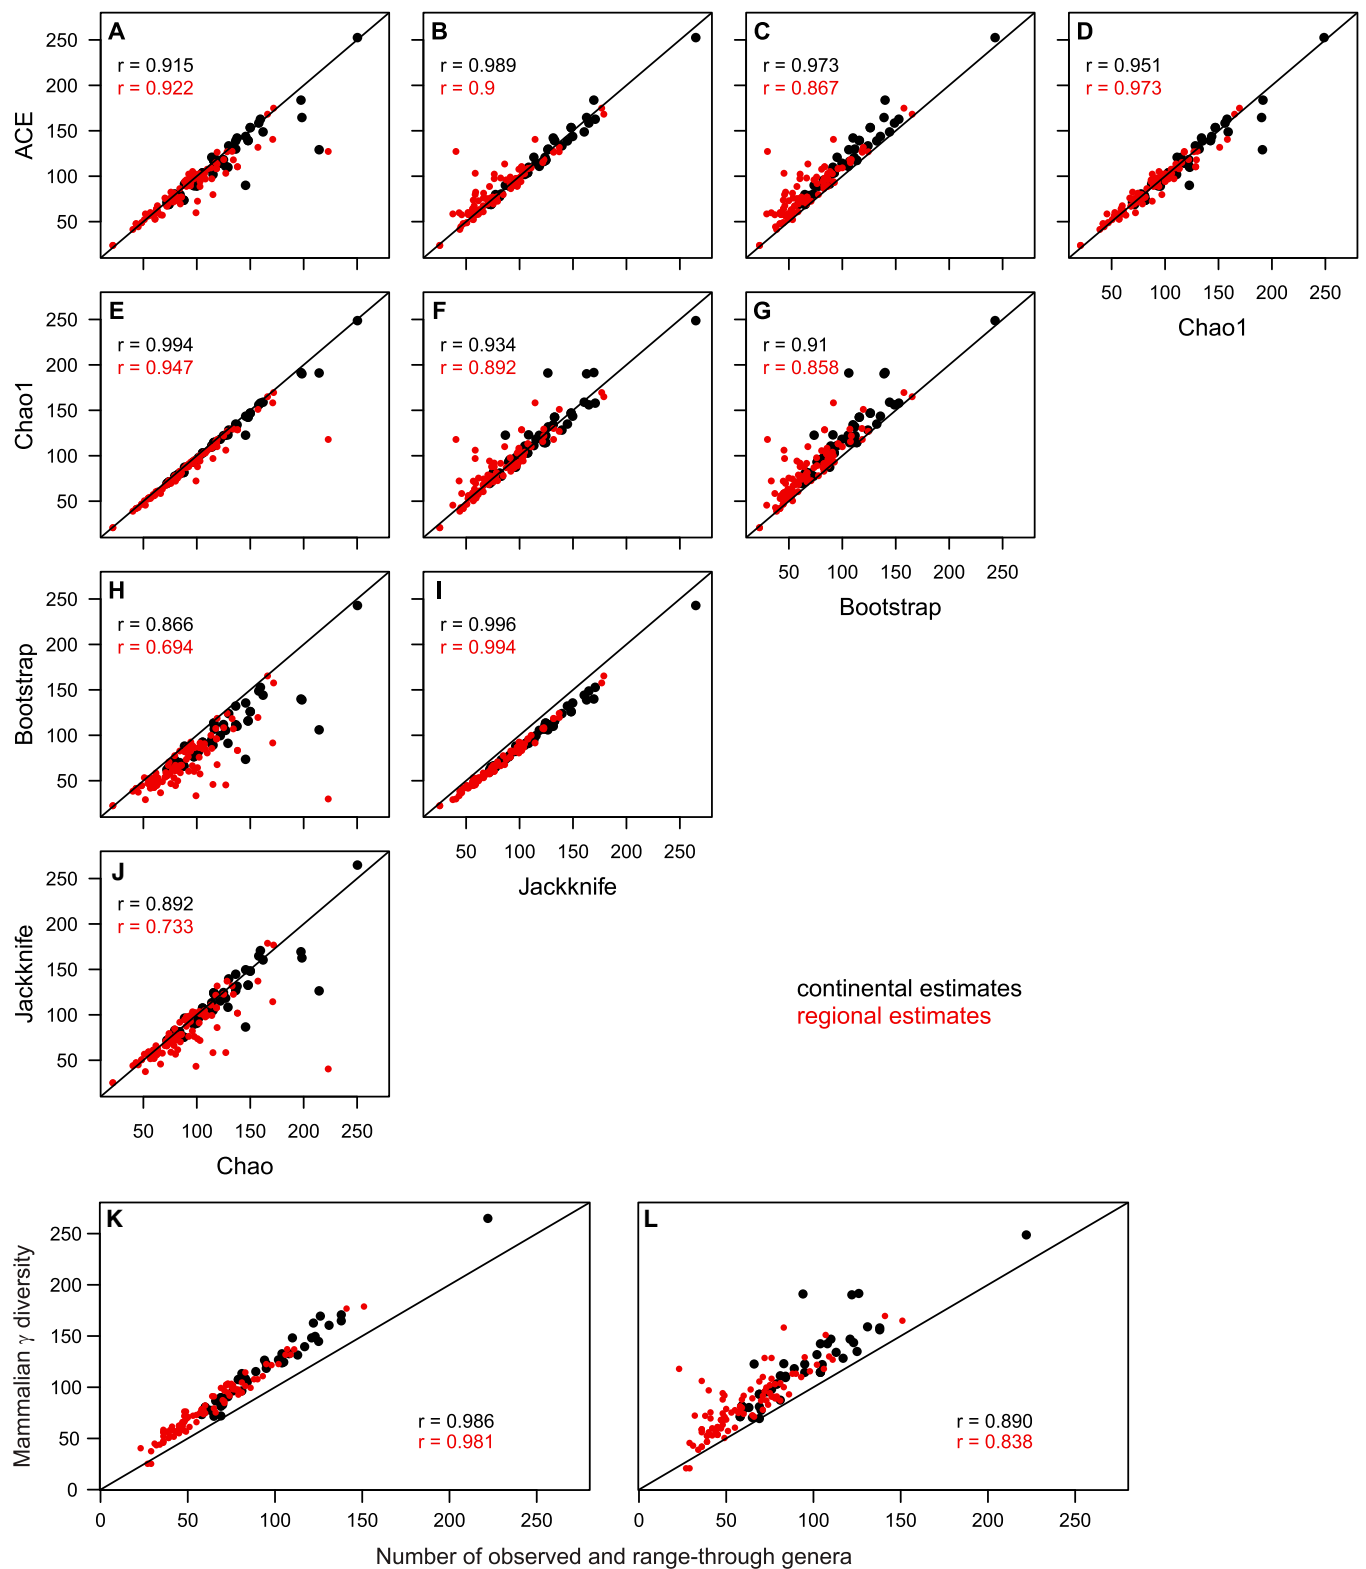 A
r = 0.915
r = 0.922
B
r = 0.989
r = 0.9
C
r = 0.973
r = 0.867
D
r = 0.951
r = 0.973
ACE
250
200
150
100
50
50 100 150 200 250
Chao1
E
r = 0.994
r = 0.947
F
r = 0.934
r = 0.892
G
r = 0.91
r = 0.858
Chao1
250
200
150
100
50
50 100 150 200 250
Bootstrap
H
r = 0.866
r = 0.694
I
r = 0.996
r = 0.994
Bootstrap
250
200
150
100
50
50 100 150 200 250
Jackknife
J
r = 0.892
r = 0.733
Jackknife
250
200
150
100
50
50 100 150 200 250
Chao
continental estimates
regional estimates
K
r = 0.986
r = 0.981
L
r = 0.890
r = 0.838
Mammalian γ diversity
250
200
150
100
50
0
0 50 100 150 200 250
0 50 100 150 200 250
Number of observed and range-through genera